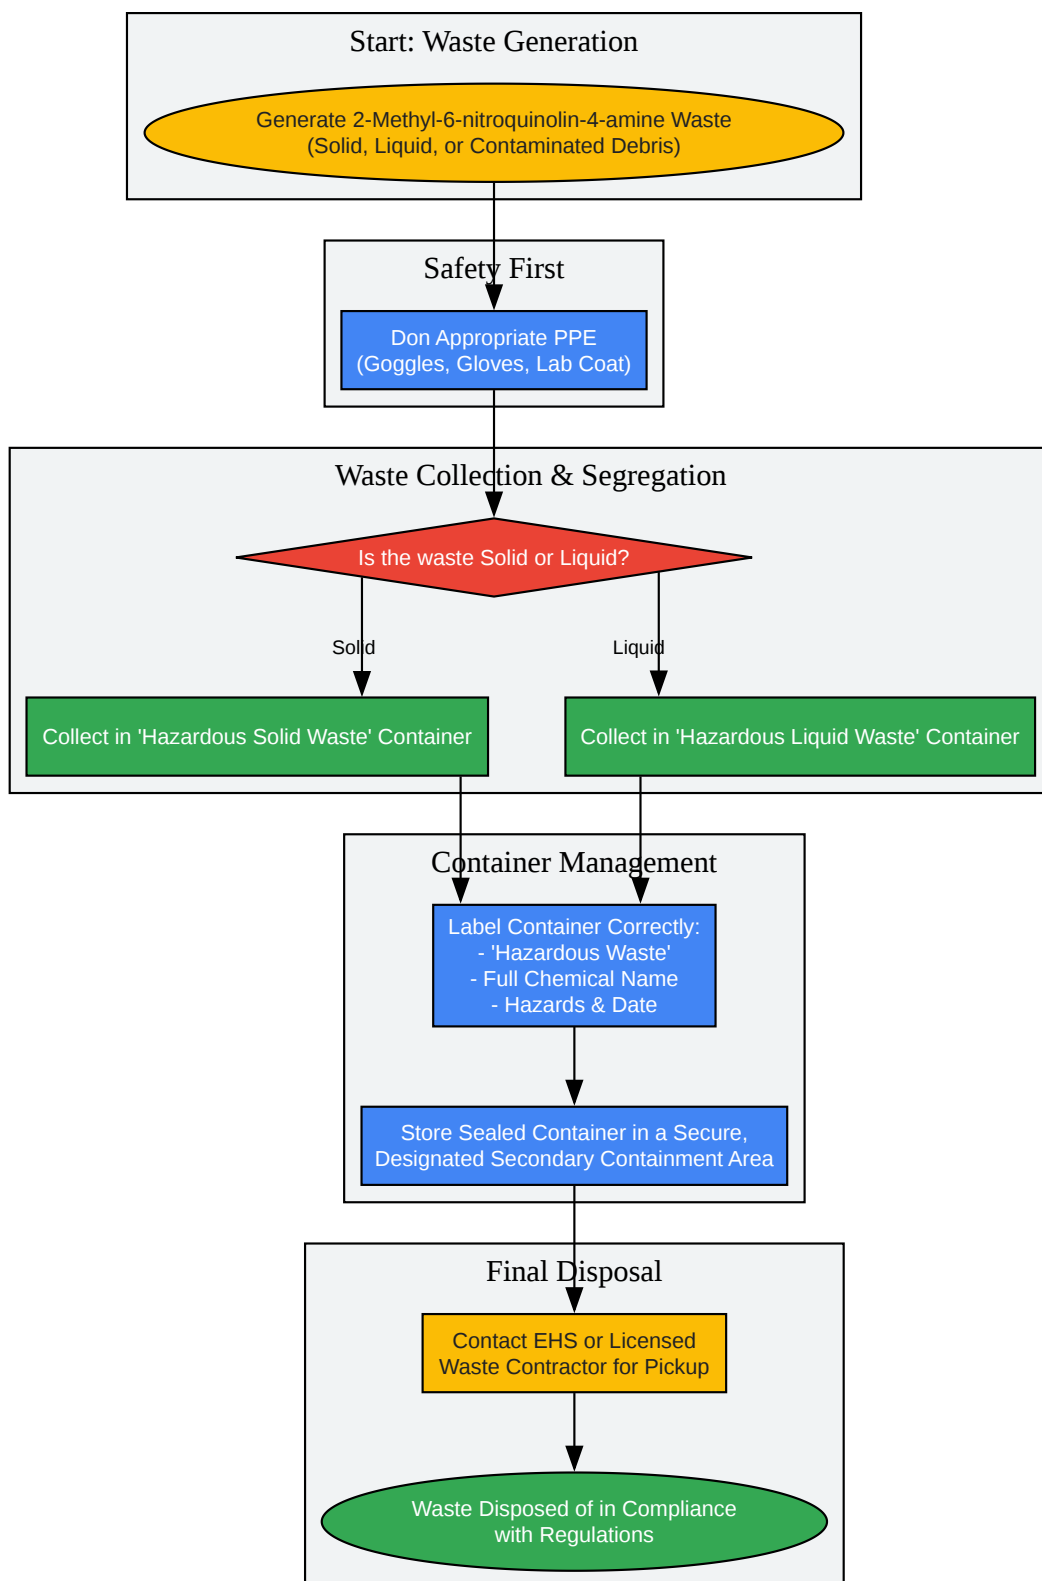 Start: Waste Generation
Generate 2-Methyl-6-nitroquinolin-4-amine Waste
(Solid, Liquid, or Contaminated Debris)
Safety First
Don Appropriate PPE
(Goggles, Gloves, Lab Coat)
Waste Collection & Segregation
Is the waste Solid or Liquid?
Solid
Liquid
Collect in 'Hazardous Solid Waste' Container
Collect in 'Hazardous Liquid Waste' Container
Container Management
Label Container Correctly:
- 'Hazardous Waste'
- Full Chemical Name
- Hazards & Date
Store Sealed Container in a Secure,
Designated Secondary Containment Area
Final Disposal
Contact EHS or Licensed
Waste Contractor for Pickup
Waste Disposed of in Compliance
with Regulations